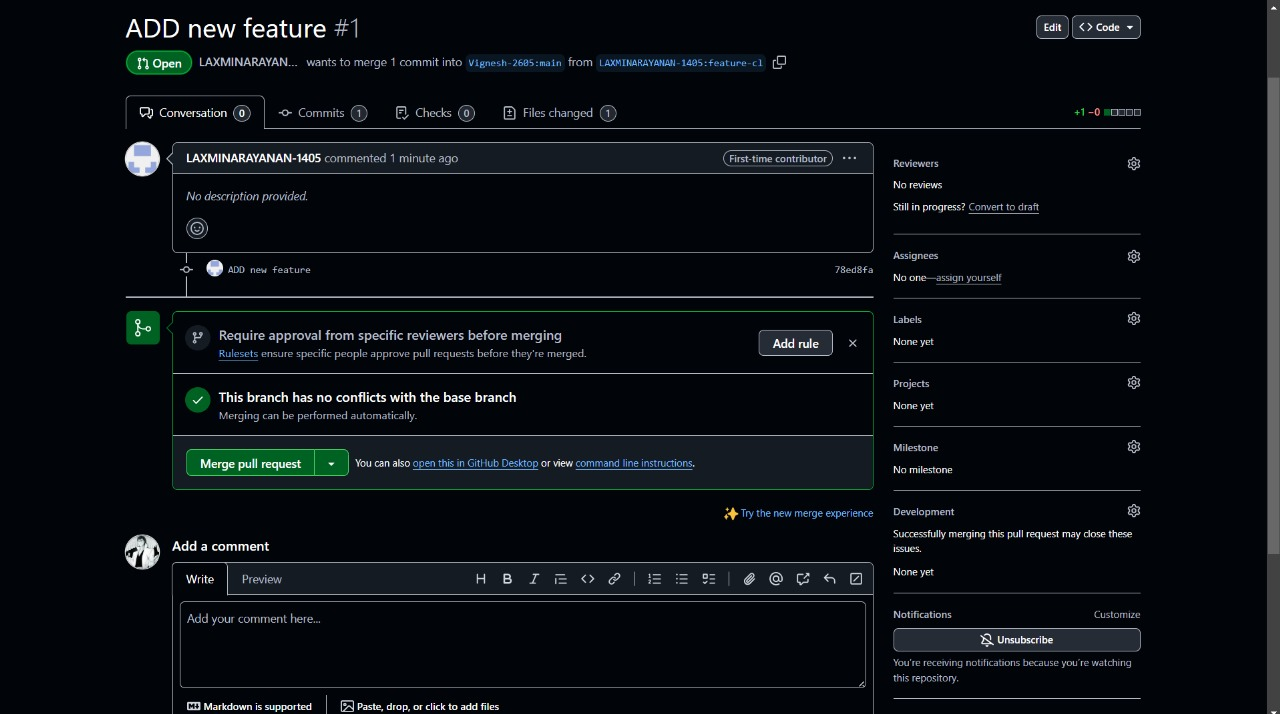 ADD new feature #1
Edit
Code
Open
LAXMINARAYAN... wants to merge 1 commit into Vignesh-2605:main from LAXMINARAYANAN-1405:feature-cl
Conversation 0
Commits 1
Checks 0
Files changed 1
+1 −0
LAXMINARAYANAN-1405 commented 1 minute ago
First-time contributor
No description provided.
ADD new feature
78ed8fa
Require approval from specific reviewers before merging
Rulesets ensure specific people approve pull requests before they're merged.
Add rule
This branch has no conflicts with the base branch
Merging can be performed automatically.
Merge pull request
You can also open this in GitHub Desktop or view command line instructions.
Try the new merge experience
Add a comment
Write
Preview
Add your comment here...
Markdown is supported
Paste, drop, or click to add files
Reviewers
No reviews
Still in progress? Convert to draft
Assignees
No one—assign yourself
Labels
None yet
Projects
None yet
Milestone
No milestone
Development
Successfully merging this pull request may close these
issues.
None yet
Notifications
Customize
Unsubscribe
You're receiving notifications because you're watching
this repository.